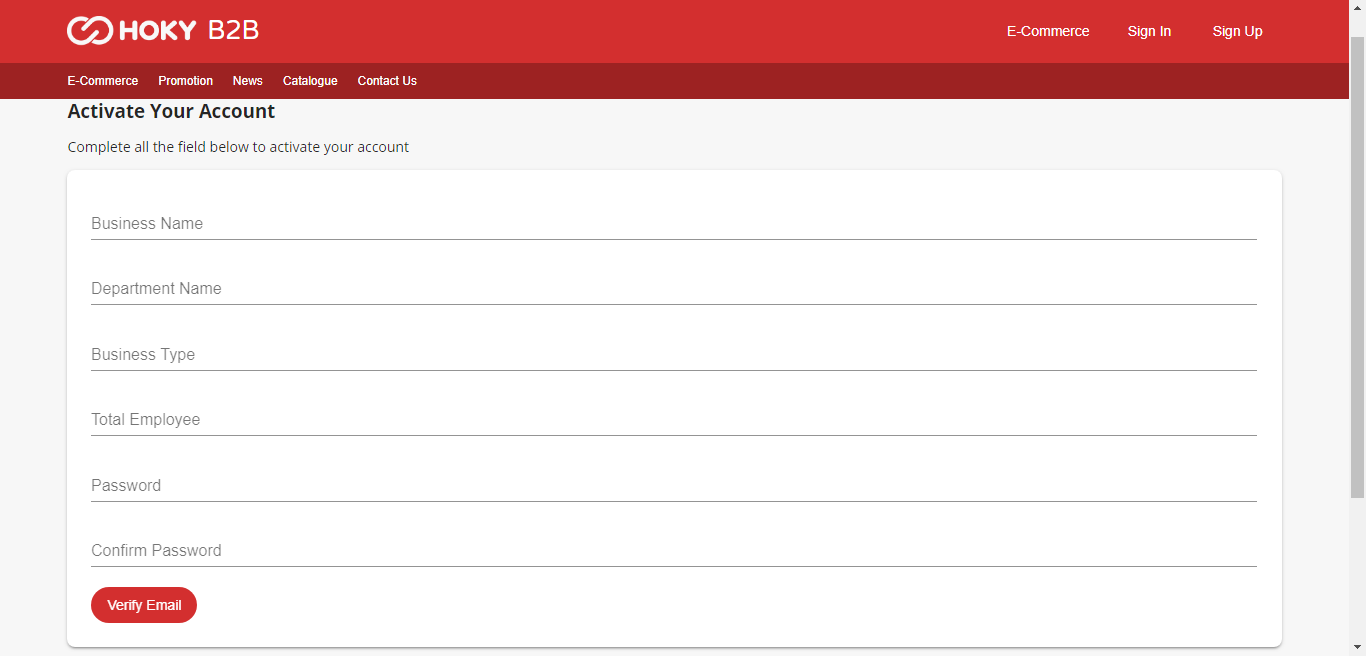 HOKY B2B
E-Commerce Sign In Sign Up
E-Commerce Promotion News Catalogue Contact Us
Activate Your Account
Complete all the field below to activate your account
Business Name
Department Name
Business Type
Total Employee
Password
Confirm Password
Verify Email